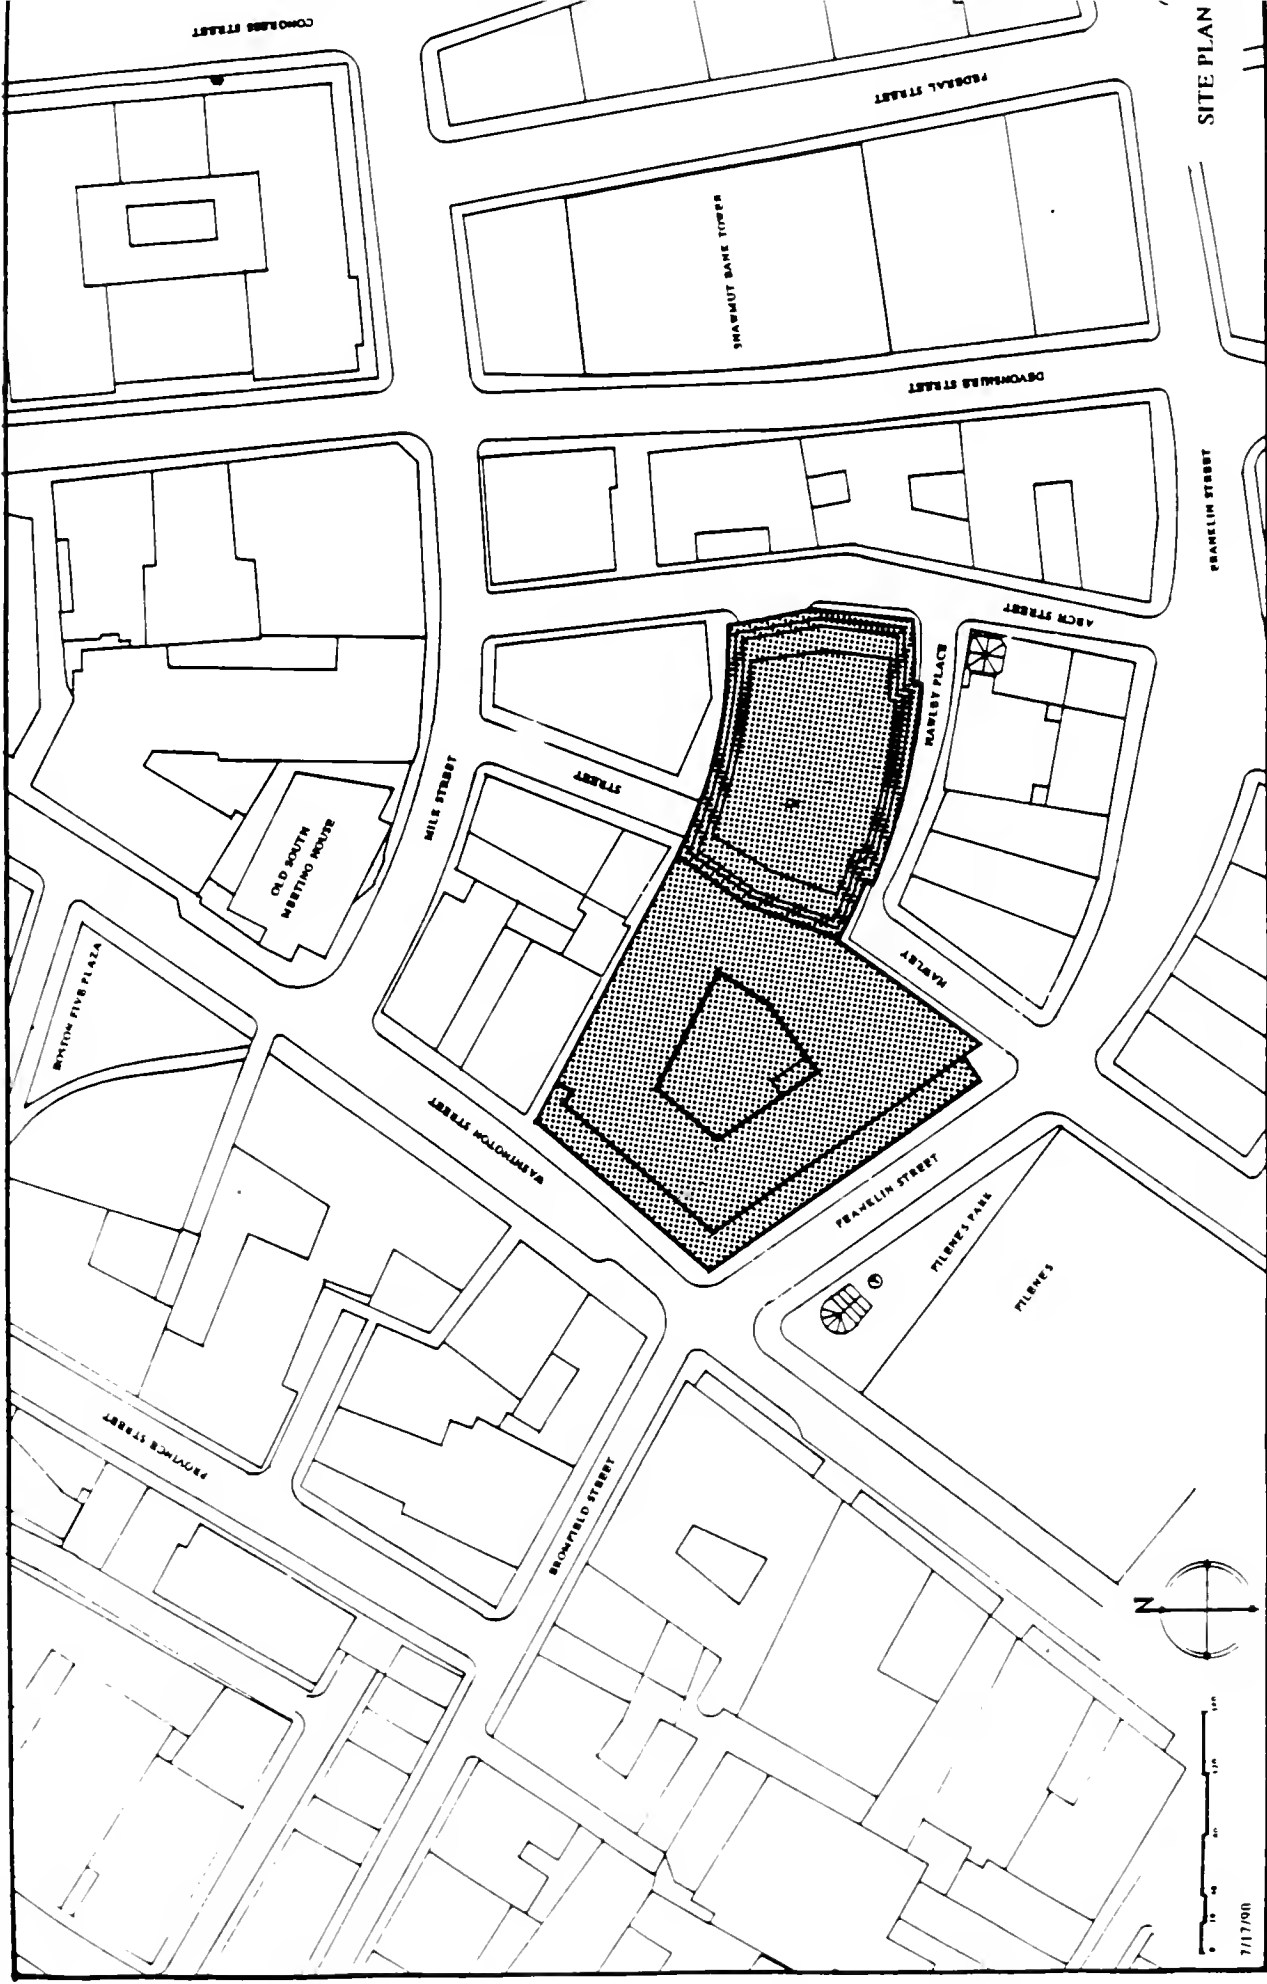 CONGRESS STREET
SITE PLAN
FEDERAL STREET
SHAWMUT BANK TOWER
DEVONSHIRE STREET
FRANKLIN STREET
ARCH STREET
HAWLEY PLACE
MILK STREET
STREET
OLD SOUTH
MEETING HOUSE
BOSTON FIVE PLAZA
HAWLEY
WASHINGTON STREET
FRANKLIN STREET
FILENES PARK
FILENES
PROVINCE STREET
BROMFIELD STREET
N
7/17/90